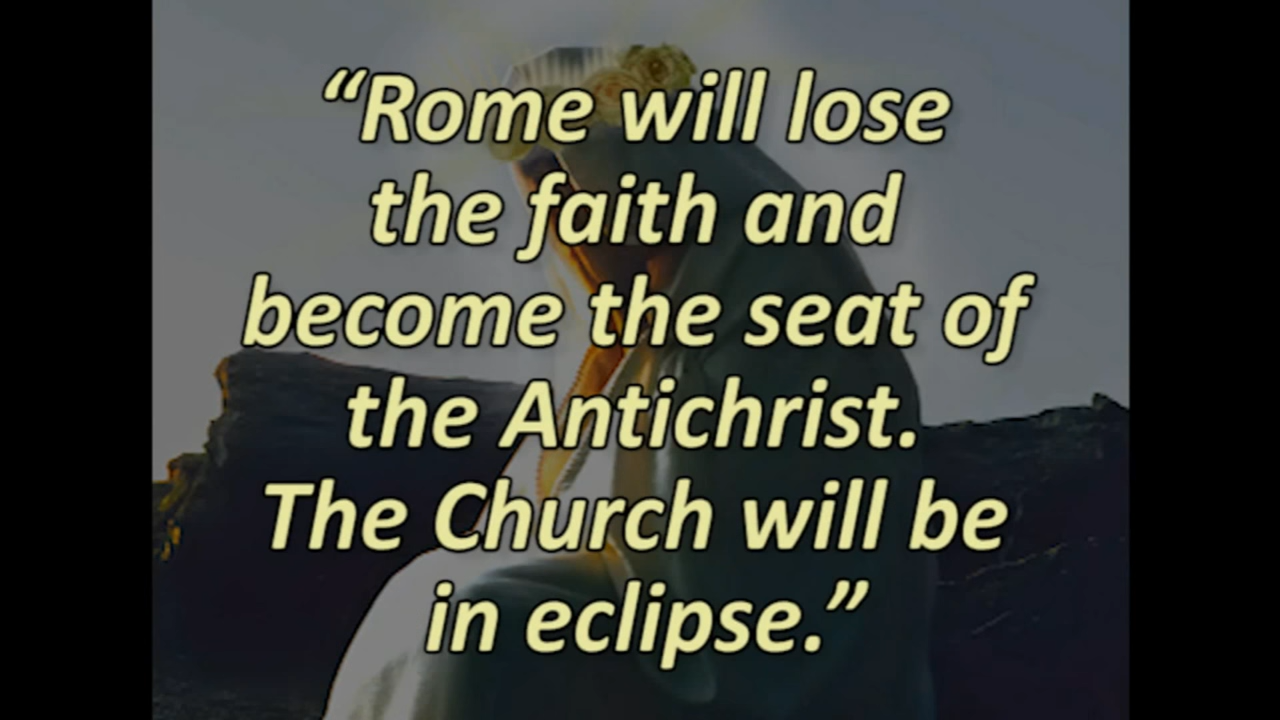 “Rome will lose
the faith and
become the seat of
the Antichrist.
The Church will be
in eclipse.”